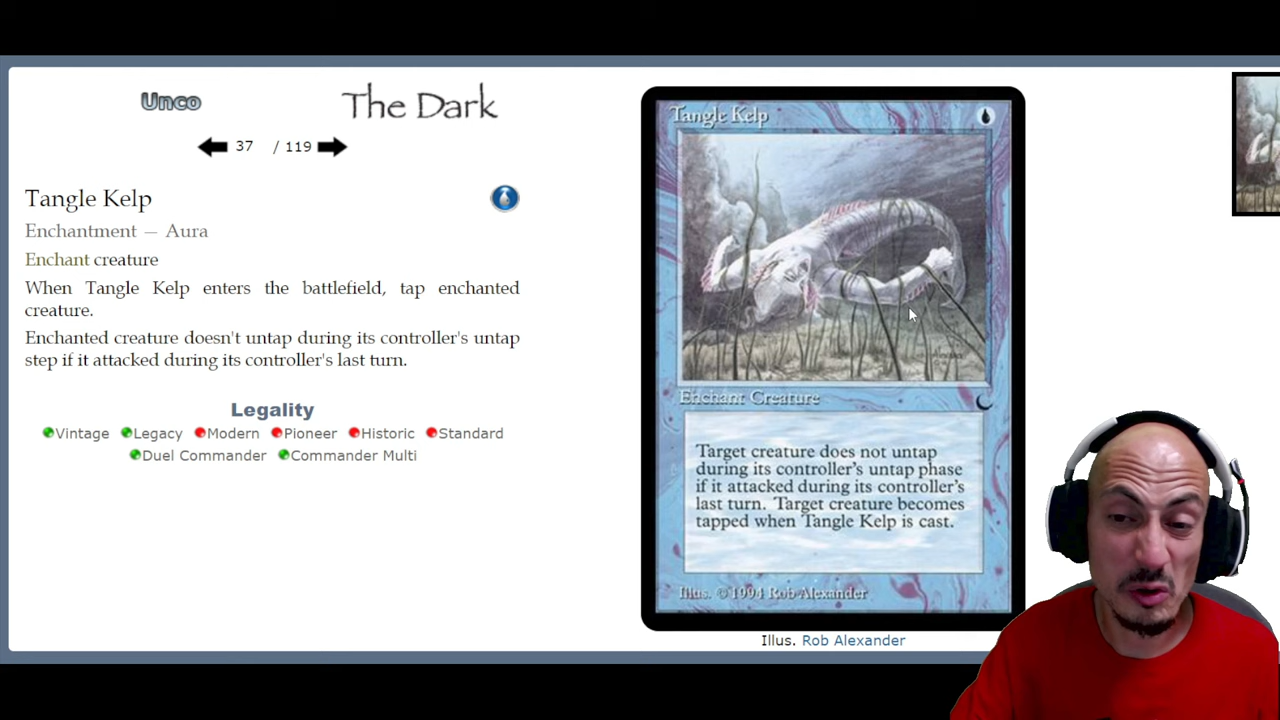 Unco
The Dark
37 / 119
Tangle Kelp
Enchantment — Aura
Enchant creature
When Tangle Kelp enters the battlefield, tap enchanted
creature.
Enchanted creature doesn't untap during its controller's untap
step if it attacked during its controller's last turn.
Legality
Vintage Legacy Modern Pioneer Historic Standard
Duel Commander Commander Multi
Tangle Kelp
Enchant Creature
Target creature does not untap
during its controller's untap phase
if it attacked during its controller's
last turn. Target creature becomes
tapped when Tangle Kelp is cast.
Illus. © 1994 Rob Alexander
Illus. Rob Alexander